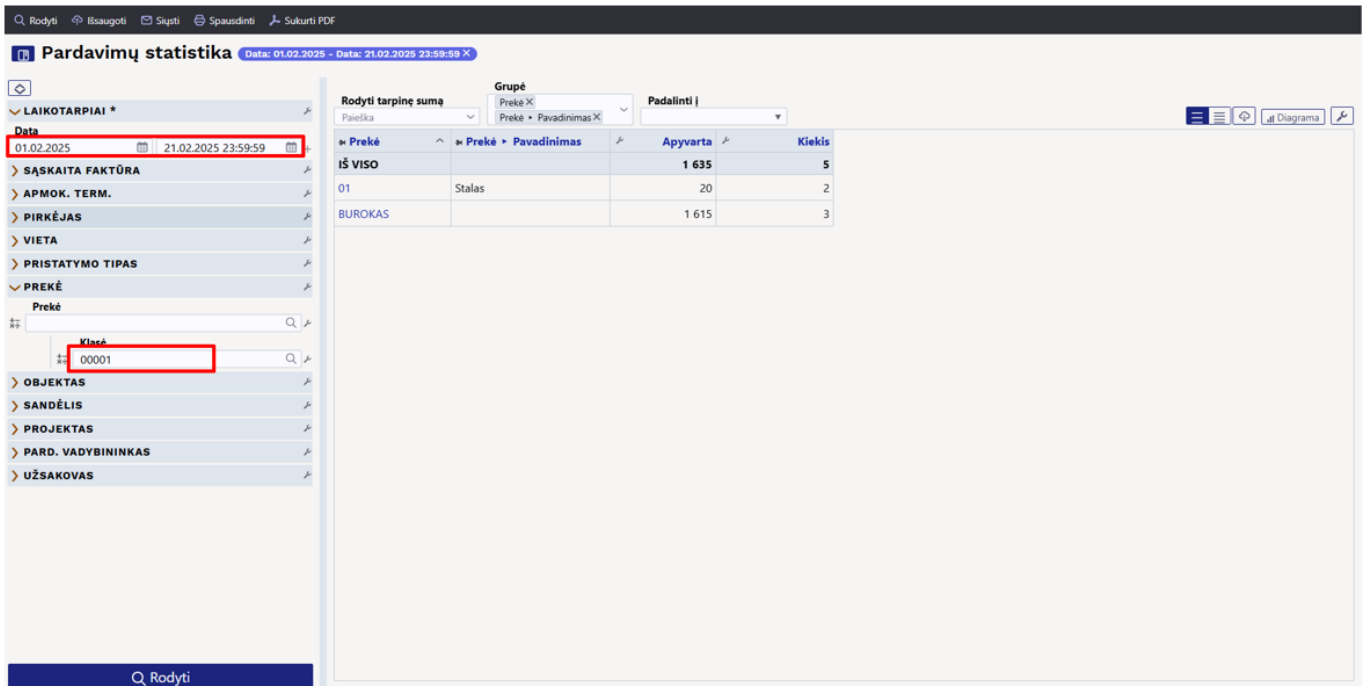 Rodyti Išsaugoti Siųsti Spausdinti Sukurti PDF
Pardavimų statistika Data: 01.02.2025 - Data: 21.02.2025 23:59:59 X
LAIKOTARPIAI *
Data
01.02.2025 21.02.2025 23:59:59
SĄSKAITA FAKTŪRA
APMOK. TERM.
PIRKĖJAS
VIETA
PRISTATYMO TIPAS
PREKĖ
Prekė
Klasė
00001
OBJEKTAS
SANDĖLIS
PROJEKTAS
PARD. VADYBININKAS
UŽSAKOVAS
Rodyti
Rodyti tarpinę sumą
Paieška
Grupė
Prekė X
Prekė ▸ Pavadinimas X
Padalinti į
Diagrama
Prekė Prekė ▸ Pavadinimas Apyvarta Kiekis
IŠ VISO 1 635 5
01 Stalas 20 2
BUROKAS 1 615 3